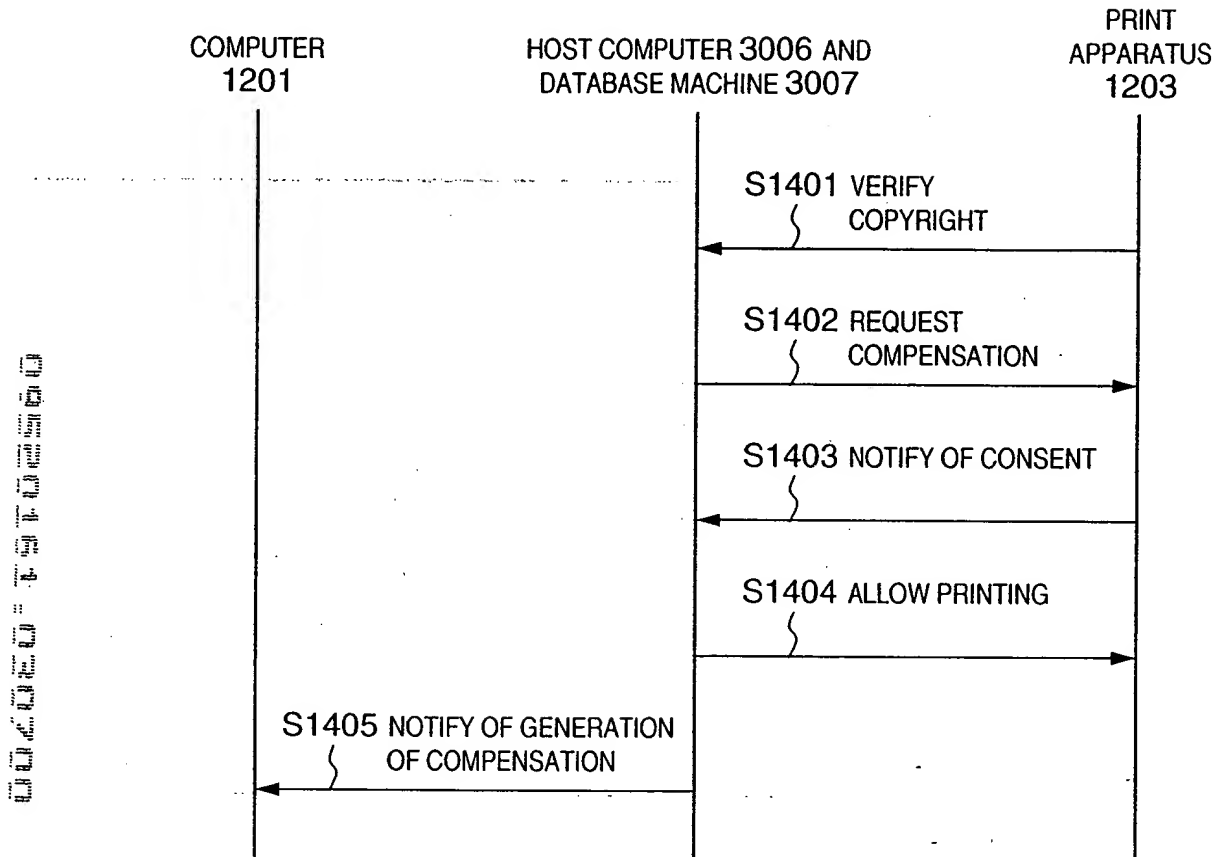 COMPUTER
1201
HOST COMPUTER 3006 AND
DATABASE MACHINE 3007
PRINT
APPARATUS
1203
S1401 VERIFY
COPYRIGHT
S1402 REQUEST
COMPENSATION
S1403 NOTIFY OF CONSENT
S1404 ALLOW PRINTING
S1405 NOTIFY OF GENERATION
OF COMPENSATION